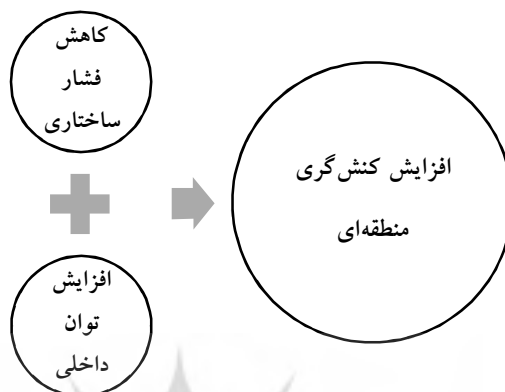 کاهش
فشار
ساختاری
افزایش
توان
داخلی
افزایش کنش‌گری
منطقه‌ای